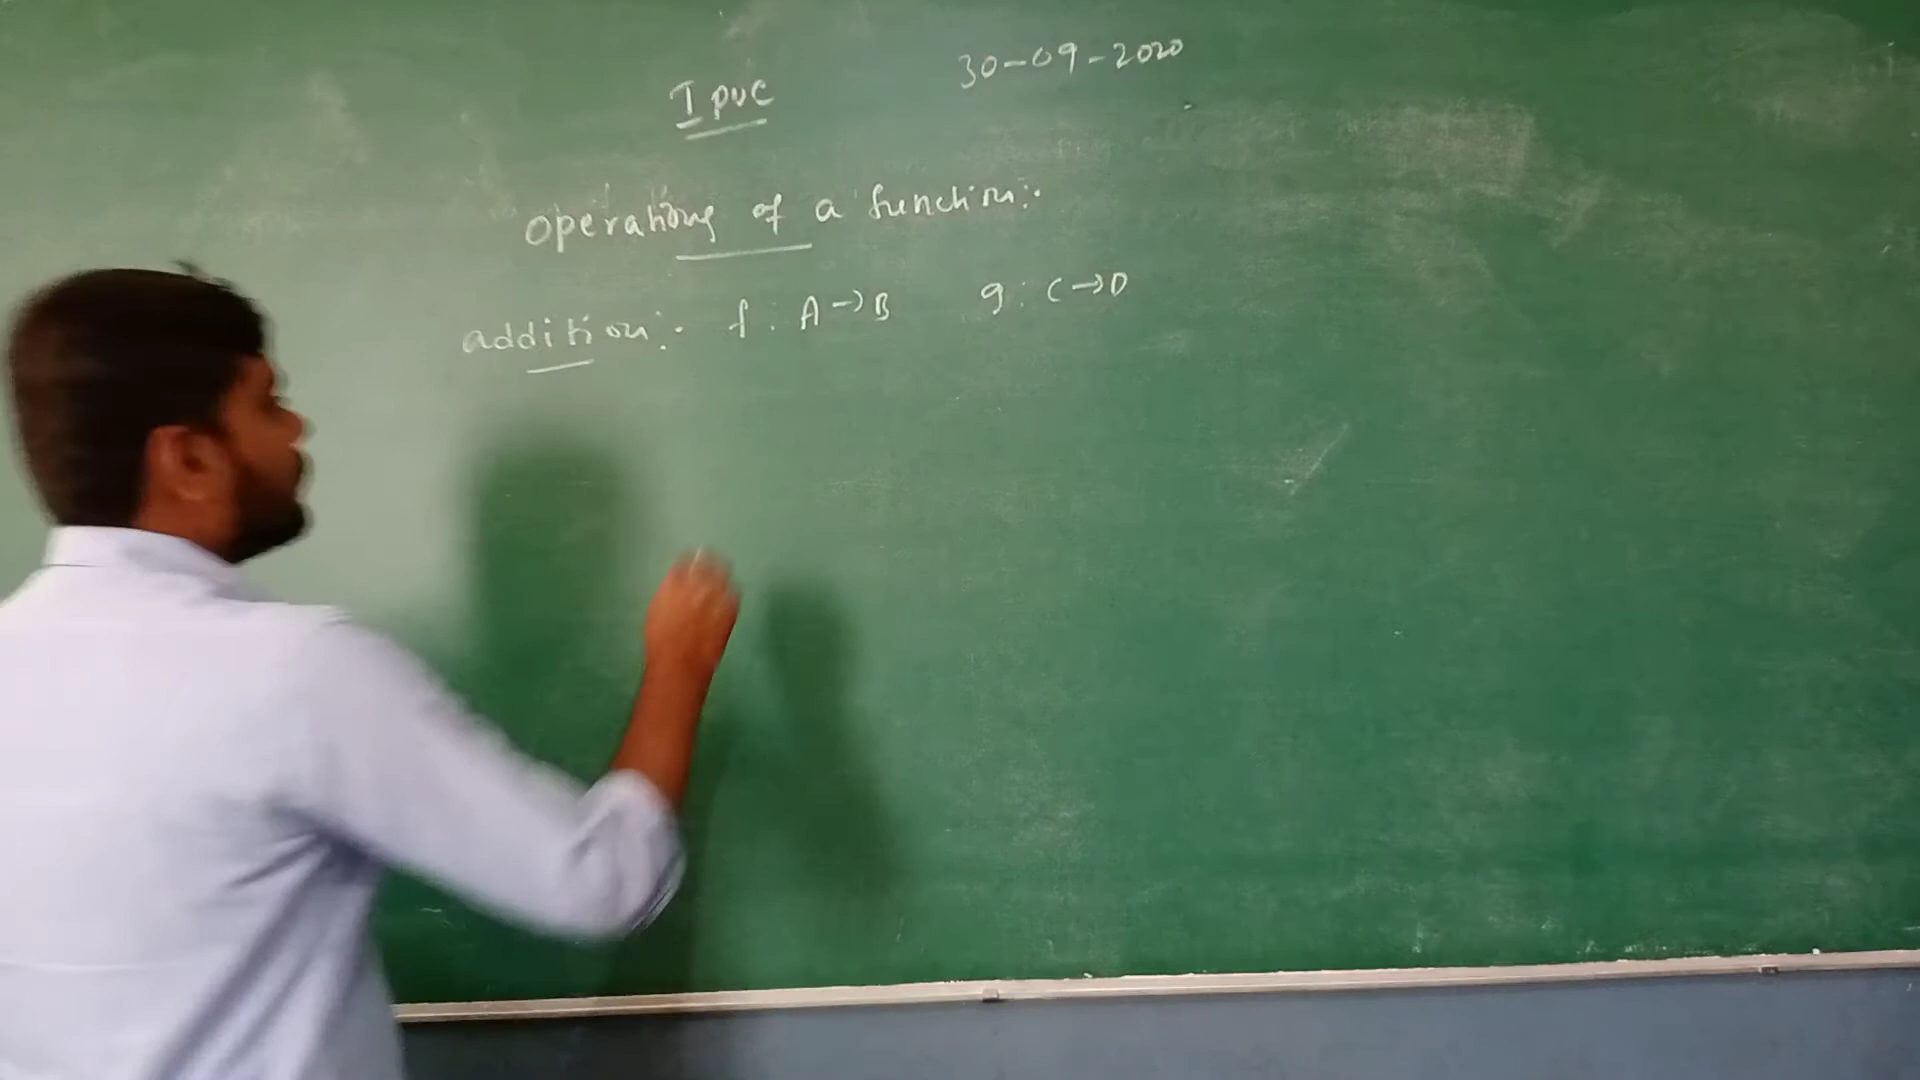 I PUC 30-09-2020
operations of a function:-
addition:- f: A→B g: C→D